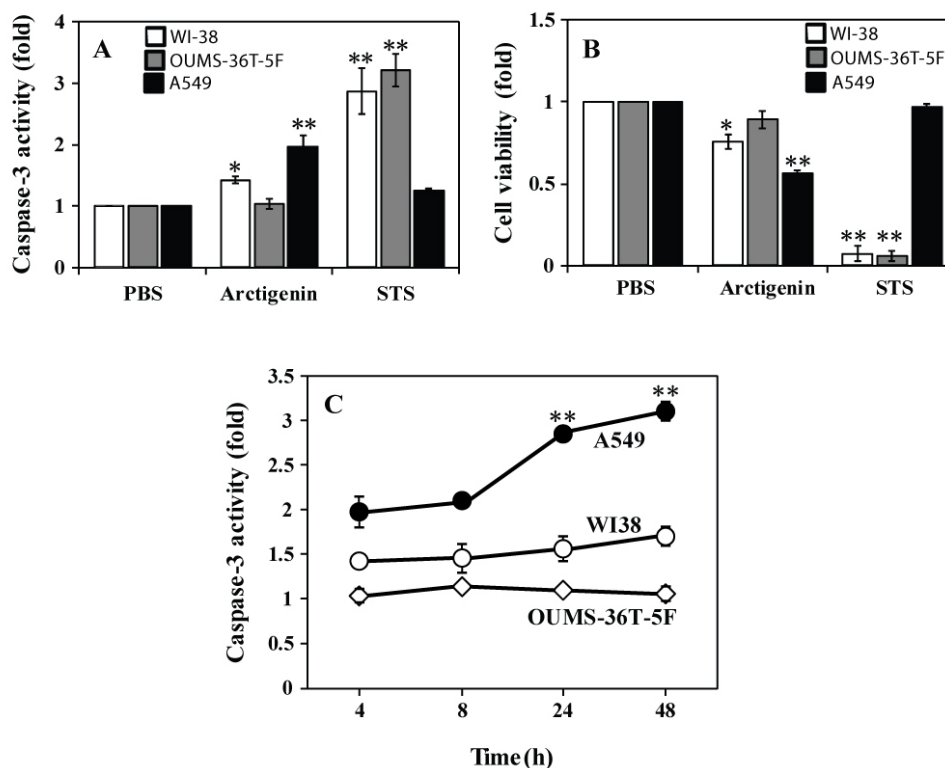 A
WI-38
OUMS-36T-5F
A549
Caspase-3 activity (fold)
4
3
2
1
0
*
**
**
**
PBS
Arctigenin
STS
B
WI-38
OUMS-36T-5F
A549
Cell viability (fold)
1.5
1
0.5
0
*
**
**
**
PBS
Arctigenin
STS
C
Caspase-3 activity (fold)
3.5
3
2.5
2
1.5
1
0.5
0
**
**
A549
WI38
OUMS-36T-5F
4
8
24
48
Time (h)